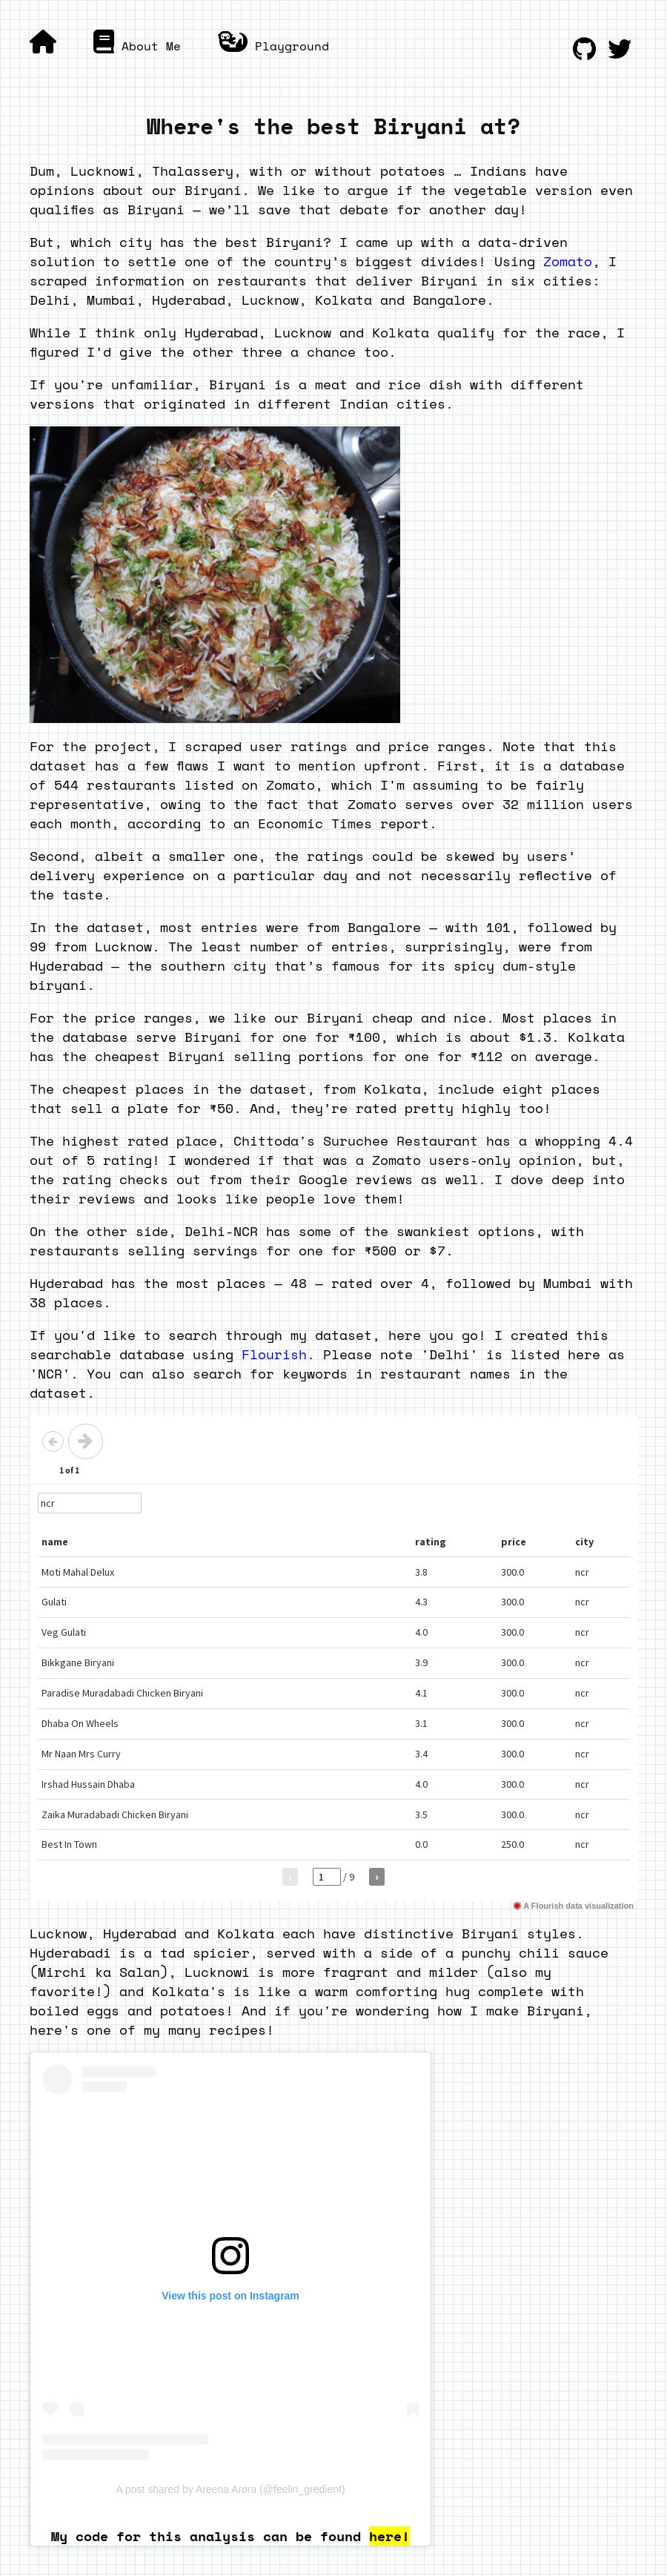 About Me
Playground
Where's the best Biryani at?
Dum, Lucknowi, Thalassery, with or without potatoes … Indians have
opinions about our Biryani. We like to argue if the vegetable version even
qualifies as Biryani — we’ll save that debate for another day!
But, which city has the best Biryani? I came up with a data-driven
solution to settle one of the country’s biggest divides! Using Zomato, I
scraped information on restaurants that deliver Biryani in six cities:
Delhi, Mumbai, Hyderabad, Lucknow, Kolkata and Bangalore.
While I think only Hyderabad, Lucknow and Kolkata qualify for the race, I
figured I’d give the other three a chance too.
If you're unfamiliar, Biryani is a meat and rice dish with different
versions that originated in different Indian cities.
For the project, I scraped user ratings and price ranges. Note that this
dataset has a few flaws I want to mention upfront. First, it is a database
of 544 restaurants listed on Zomato, which I'm assuming to be fairly
representative, owing to the fact that Zomato serves over 32 million users
each month, according to an Economic Times report.
Second, albeit a smaller one, the ratings could be skewed by users’
delivery experience on a particular day and not necessarily reflective of
the taste.
In the dataset, most entries were from Bangalore — with 101, followed by
99 from Lucknow. The least number of entries, surprisingly, were from
Hyderabad — the southern city that’s famous for its spicy dum-style
biryani.
For the price ranges, we like our Biryani cheap and nice. Most places in
the database serve Biryani for one for ₹100, which is about $1.3. Kolkata
has the cheapest Biryani selling portions for one for ₹112 on average.
The cheapest places in the dataset, from Kolkata, include eight places
that sell a plate for ₹50. And, they’re rated pretty highly too!
The highest rated place, Chittoda's Suruchee Restaurant has a whopping 4.4
out of 5 rating! I wondered if that was a Zomato users-only opinion, but,
the rating checks out from their Google reviews as well. I dove deep into
their reviews and looks like people love them!
On the other side, Delhi-NCR has some of the swankiest options, with
restaurants selling servings for one for ₹500 or $7.
Hyderabad has the most places — 48 — rated over 4, followed by Mumbai with
38 places.
If you'd like to search through my dataset, here you go! I created this
searchable database using Flourish. Please note 'Delhi' is listed here as
'NCR'. You can also search for keywords in restaurant names in the
dataset.
1 of 1
ncr
name rating price city
Moti Mahal Delux 3.8 300.0 ncr
Gulati 4.3 300.0 ncr
Veg Gulati 4.0 300.0 ncr
Bikkgane Biryani 3.9 300.0 ncr
Paradise Muradabadi Chicken Biryani 4.1 300.0 ncr
Dhaba On Wheels 3.1 300.0 ncr
Mr Naan Mrs Curry 3.4 300.0 ncr
Irshad Hussain Dhaba 4.0 300.0 ncr
Zaika Muradabadi Chicken Biryani 3.5 300.0 ncr
Best In Town 0.0 250.0 ncr
‹ 1 / 9 ›
A Flourish data visualization
Lucknow, Hyderabad and Kolkata each have distinctive Biryani styles.
Hyderabadi is a tad spicier, served with a side of a punchy chili sauce
(Mirchi ka Salan), Lucknowi is more fragrant and milder (also my
favorite!) and Kolkata's is like a warm comforting hug complete with
boiled eggs and potatoes! And if you're wondering how I make Biryani,
here's one of my many recipes!
View this post on Instagram
A post shared by Areena Arora (@feelin_gredient)
My code for this analysis can be found here!